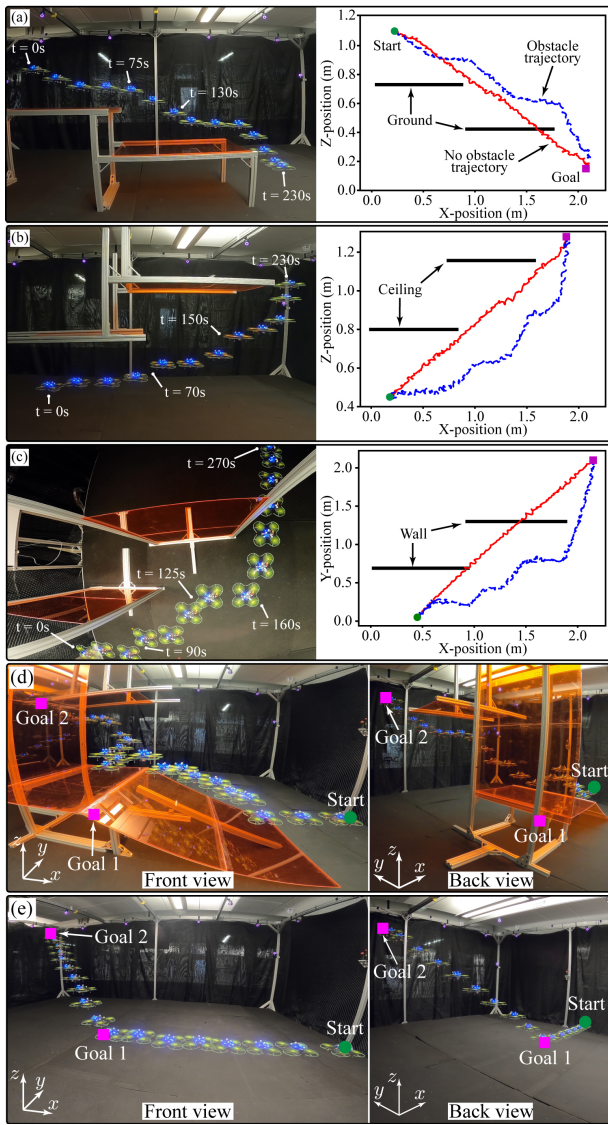 (a)
t = 0s
t = 75s
t = 130s
t = 230s
1.2
1.0
0.8
0.6
0.4
0.2
0.0
Z-position (m)
Start
Obstacle
trajectory
Ground
No obstacle
trajectory
Goal
0.0 0.5 1.0 1.5 2.0
X-position (m)
(b)
t = 230s
t = 150s
t = 70s
t = 0s
1.2
0.8
0.4
Z-position (m)
Ceiling
0.0 0.5 1.0 1.5 2.0
X-position (m)
(c)
t = 270s
t = 125s
t = 0s
t = 160s
t = 90s
2.0
1.5
1.0
0.5
0.0
Y-position (m)
Wall
0.0 0.5 1.0 1.5 2.0
X-position (m)
(d)
Goal 2
Start
Goal 1
z
y
x
Front view
Goal 2
Start
Goal 1
z
y
x
Back view
(e)
Goal 2
Start
Goal 1
z
y
x
Front view
Goal 2
Start
Goal 1
z
y
x
Back view